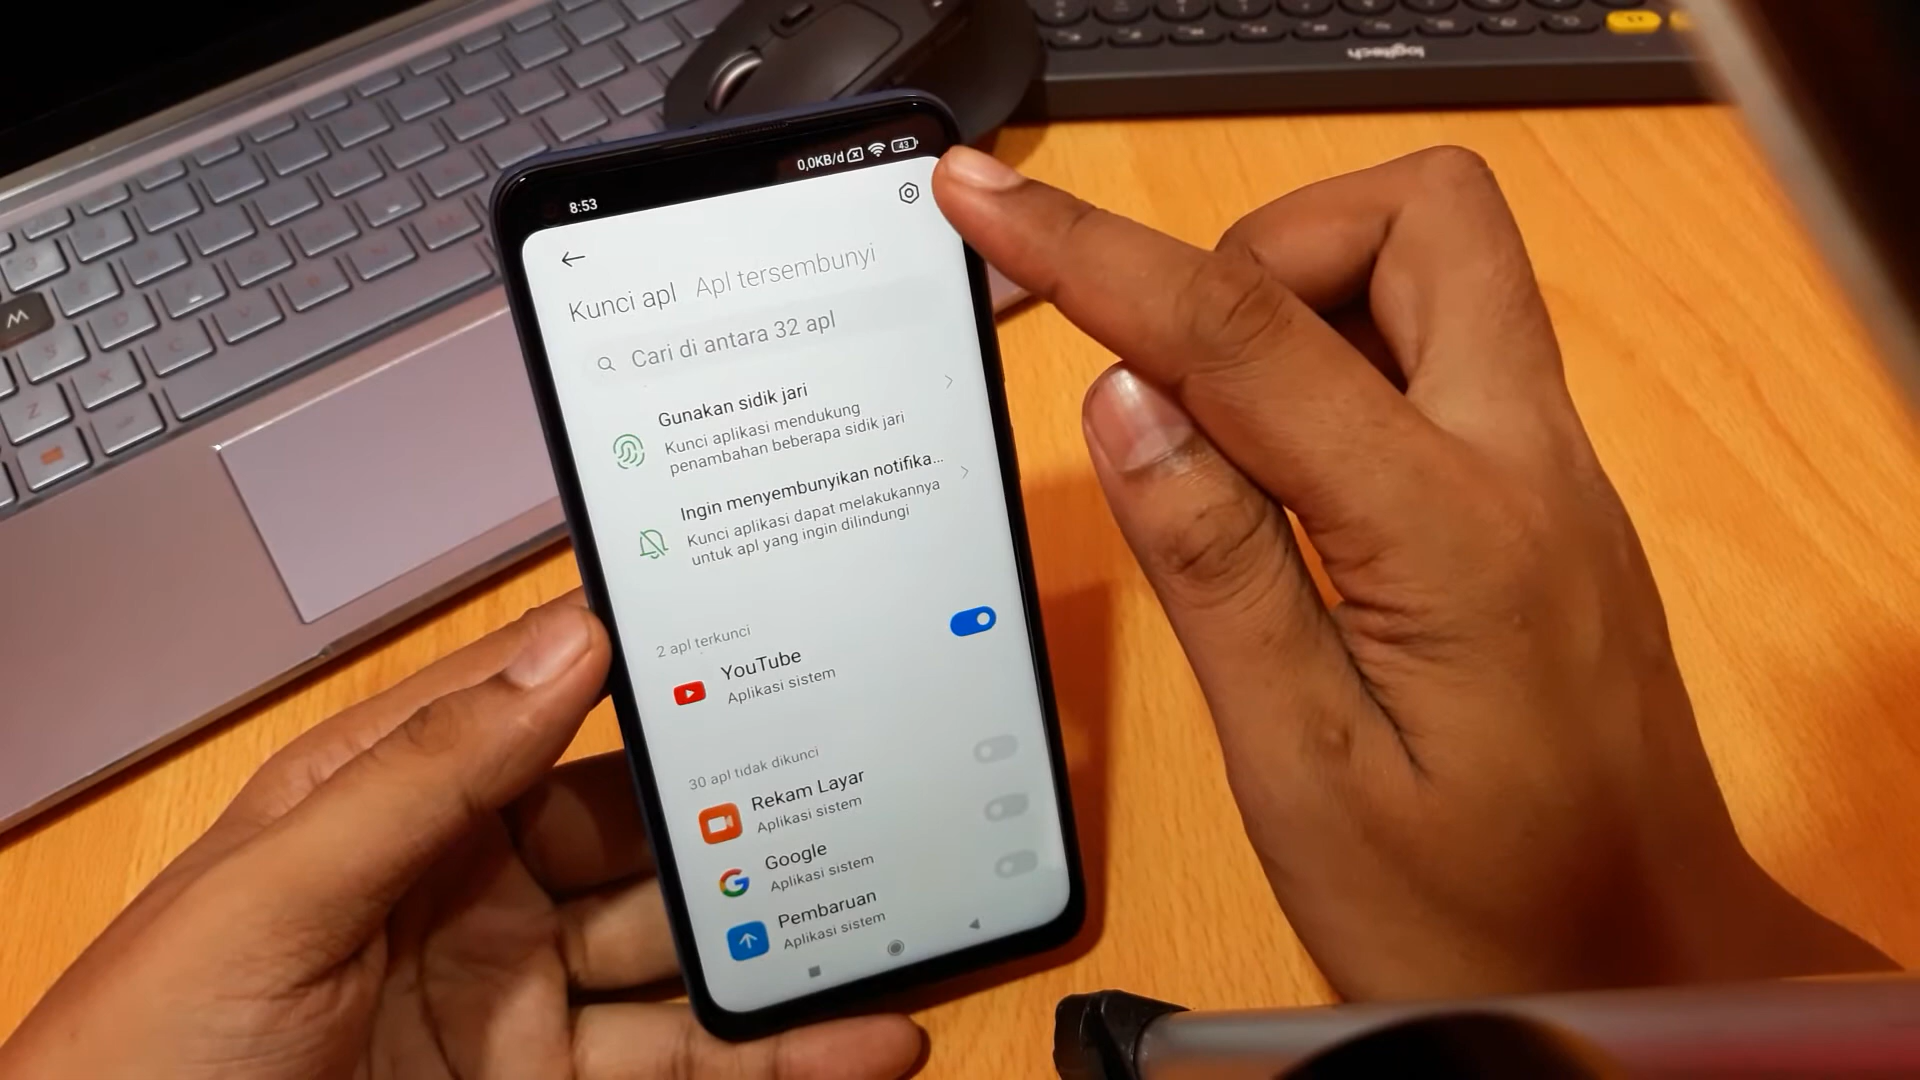 logitech
0,0KB/d 43
8:53
Kunci apl Apl tersembunyi
Cari di antara 32 apl
Gunakan sidik jari
Kunci aplikasi mendukung
penambahan beberapa sidik jari
Ingin menyembunyikan notifika...
Kunci aplikasi dapat melakukannya
untuk apl yang ingin dilindungi
2 apl terkunci
YouTube
Aplikasi sistem
30 apl tidak dikunci
Rekam Layar
Aplikasi sistem
Google
Aplikasi sistem
Pembaruan
Aplikasi sistem